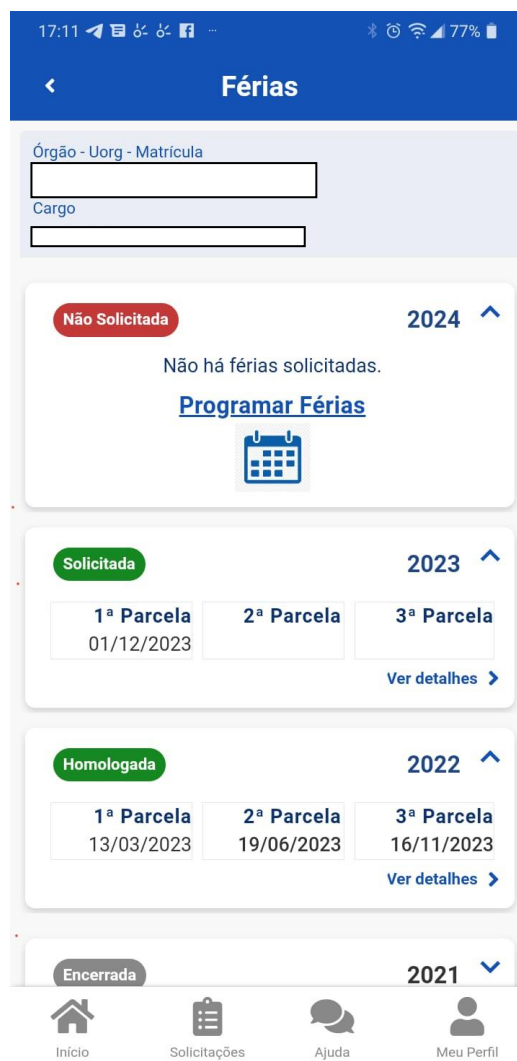 17:11 77%
Férias
Órgão - Uorg - Matrícula
Cargo
Não Solicitada 2024
Não há férias solicitadas.
Programar Férias
Solicitada 2023
1ª Parcela 2ª Parcela 3ª Parcela
01/12/2023
Ver detalhes
Homologada 2022
1ª Parcela 2ª Parcela 3ª Parcela
13/03/2023 19/06/2023 16/11/2023
Ver detalhes
Encerrada 2021
Início Solicitações Ajuda Meu Perfil